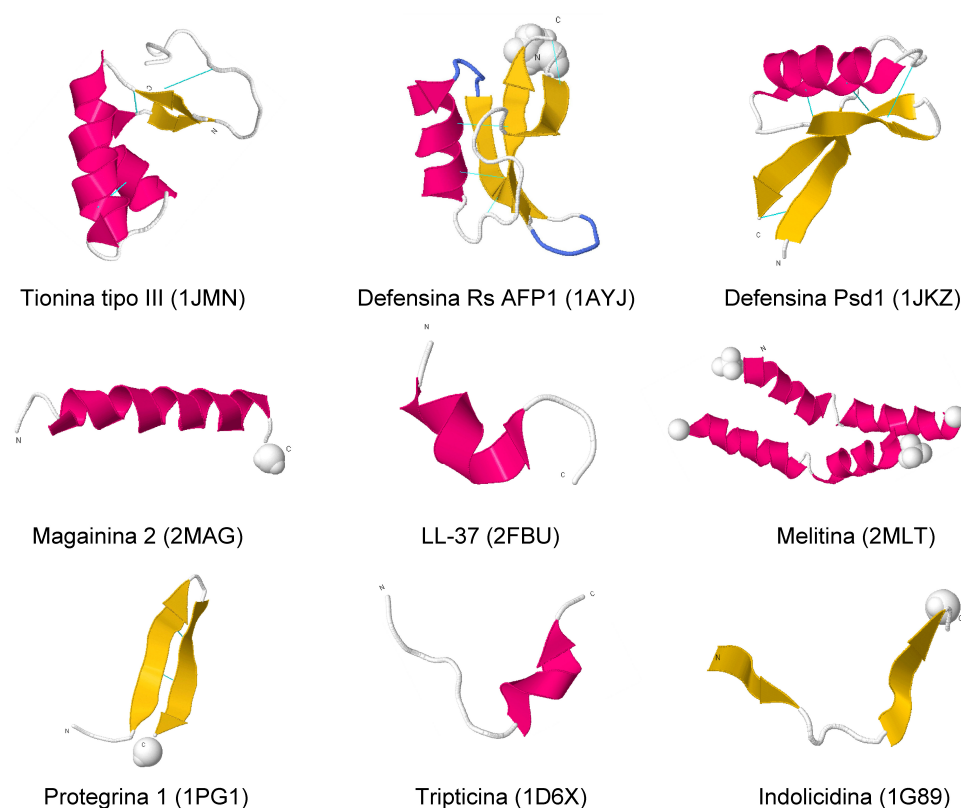 C
N
C
N
C
N
Tionina tipo III (1JMN)
Defensina Rs AFP1 (1AYJ)
Defensina Psd1 (1JKZ)
N
C
N
C
N
Magainina 2 (2MAG)
LL-37 (2FBU)
Melitina (2MLT)
N
C
N
C
N
C
Protegrina 1 (1PG1)
Tripticina (1D6X)
Indolicidina (1G89)